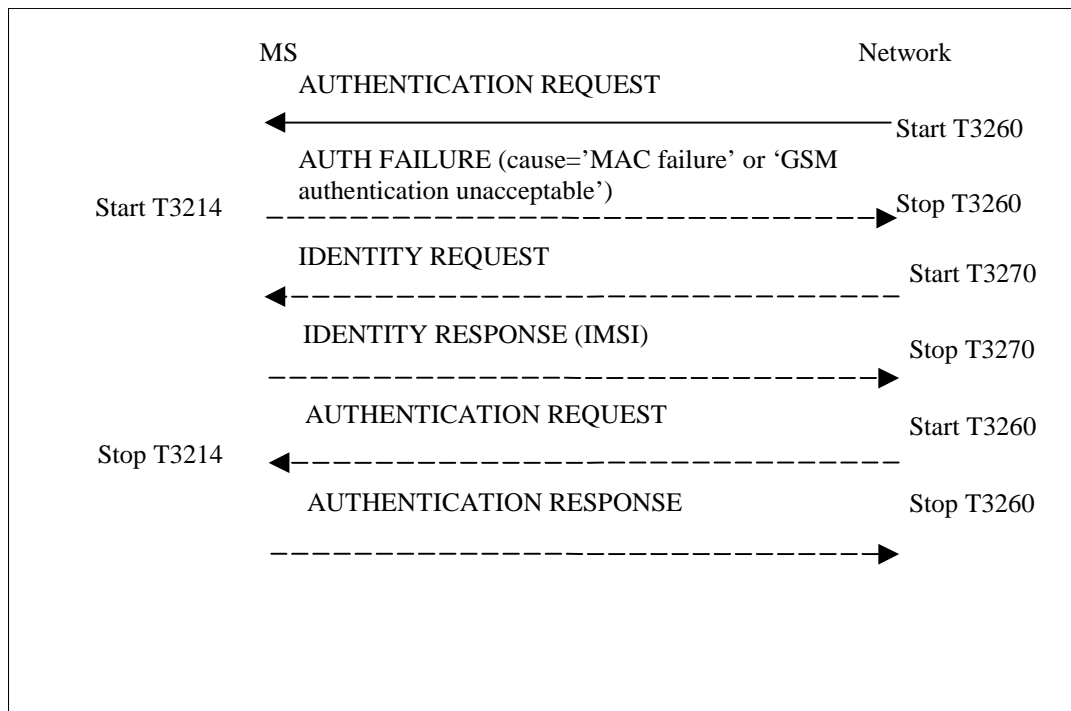 MS Network
AUTHENTICATION REQUEST
Start T3260
AUTH FAILURE (cause=’MAC failure’ or ‘GSM
authentication unacceptable’)
Start T3214 Stop T3260
IDENTITY REQUEST
Start T3270
IDENTITY RESPONSE (IMSI)
Stop T3270
AUTHENTICATION REQUEST
Start T3260
Stop T3214
AUTHENTICATION RESPONSE
Stop T3260